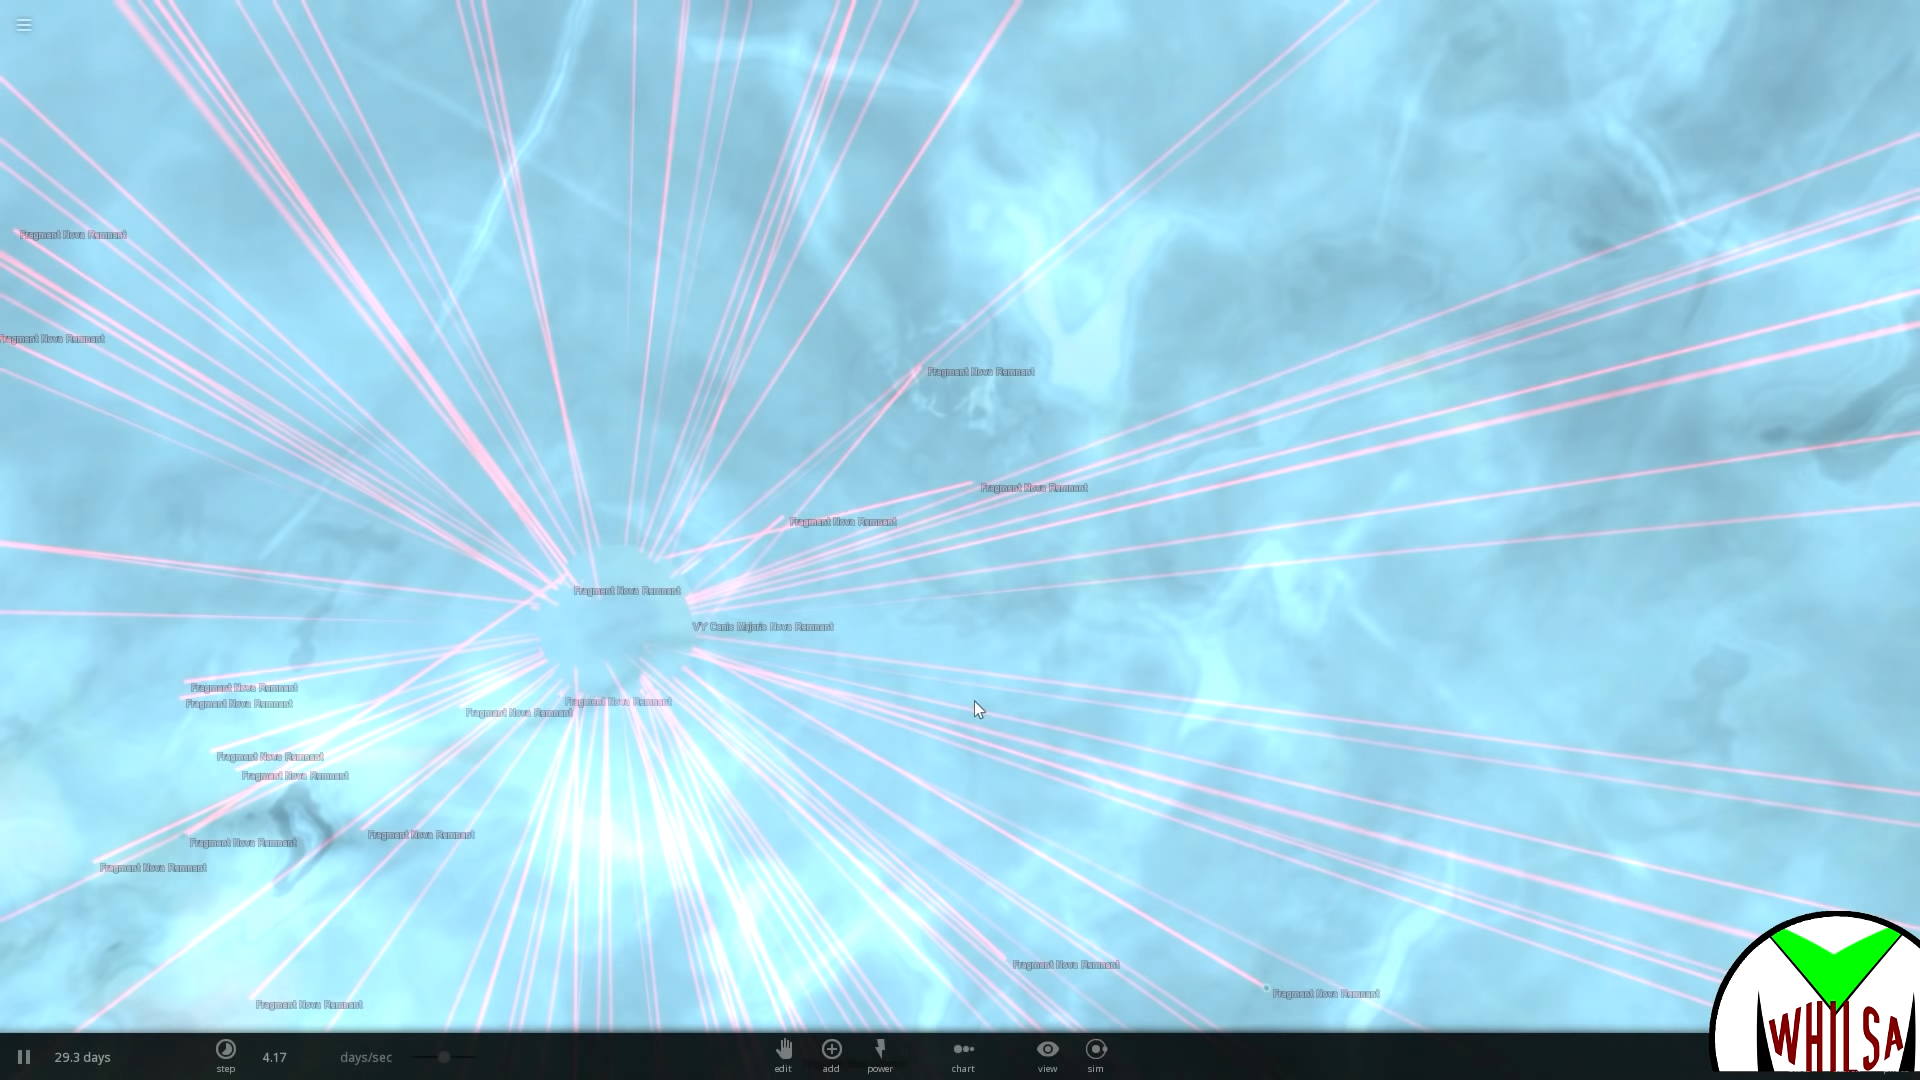 Fragment Nova Remnant
Fragment Nova Remnant
Fragment Nova Remnant
Fragment Nova Remnant
Fragment Nova Remnant
Fragment Nova Remnant
VY Canis Majoris Nova Remnant
Fragment Nova Remnant
Fragment Nova Remnant
Fragment Nova Remnant
Fragment Nova Remnant
Fragment Nova Remnant
Fragment Nova Remnant
Fragment Nova Remnant
Fragment Nova Remnant
Fragment Nova Remnant
Fragment Nova Remnant
Fragment Nova Remnant
Fragment Nova Remnant
29.3 days
step
4.17
days/sec
edit
add
power
chart
view
sim
WHILSA